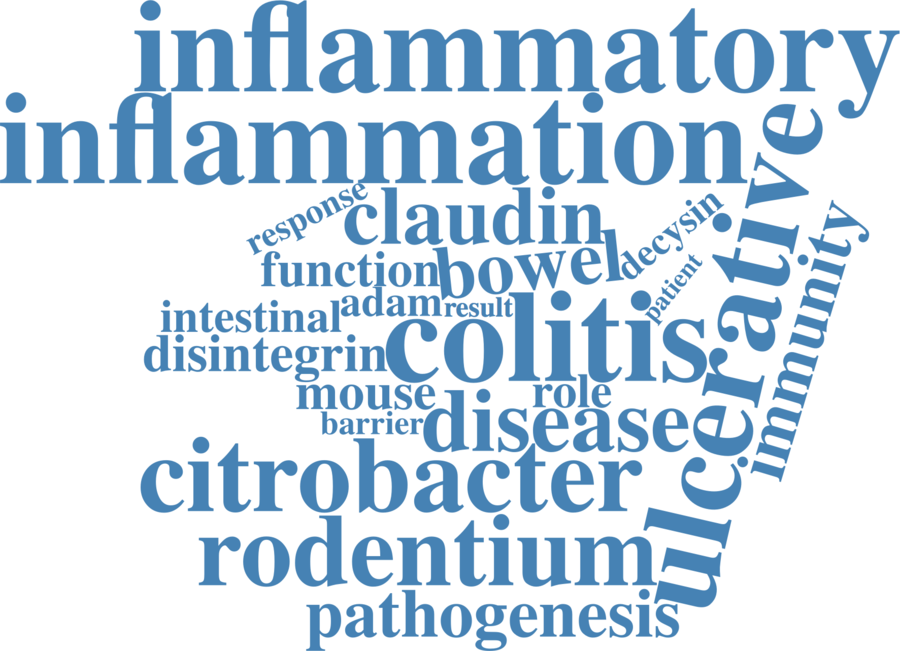 inflammatory
inflammation
ulcerative
response
claudin
decysin
immunity
function
bowel
patient
intestinal
adam
result
disintegrin
colitis
mouse
role
barrier
disease
citrobacter
rodentium
pathogenesis